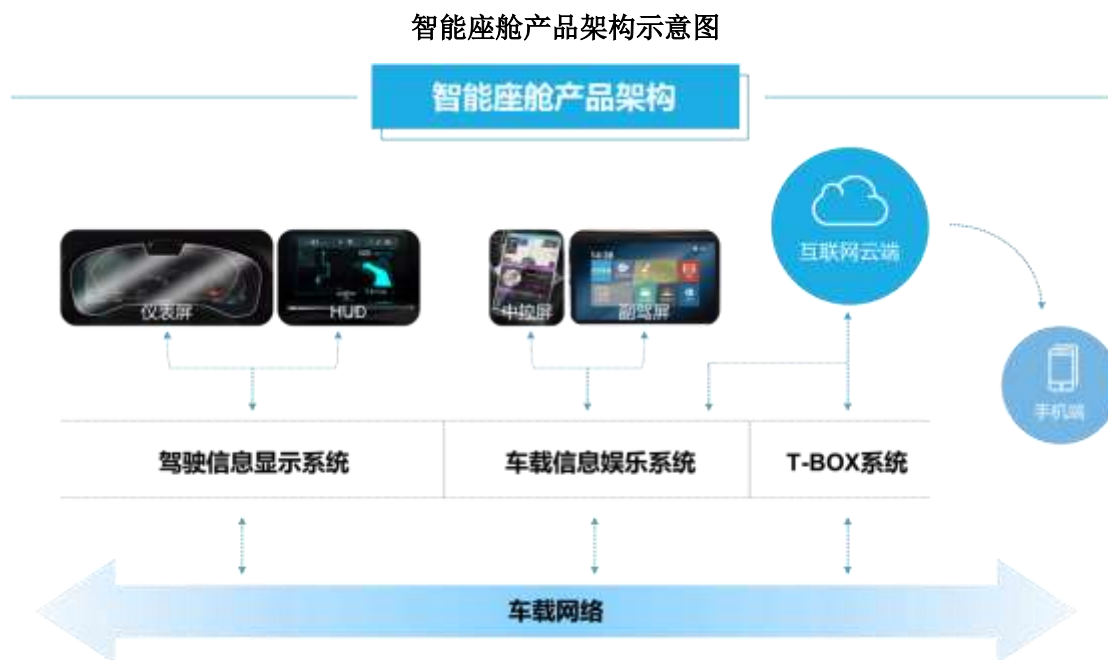 智能座舱产品架构示意图
智能座舱产品架构
互联网云端
仪表屏
HUD
中控屏
副驾屏
手机端
驾驶信息显示系统
车载信息娱乐系统
T-BOX系统
车载网络